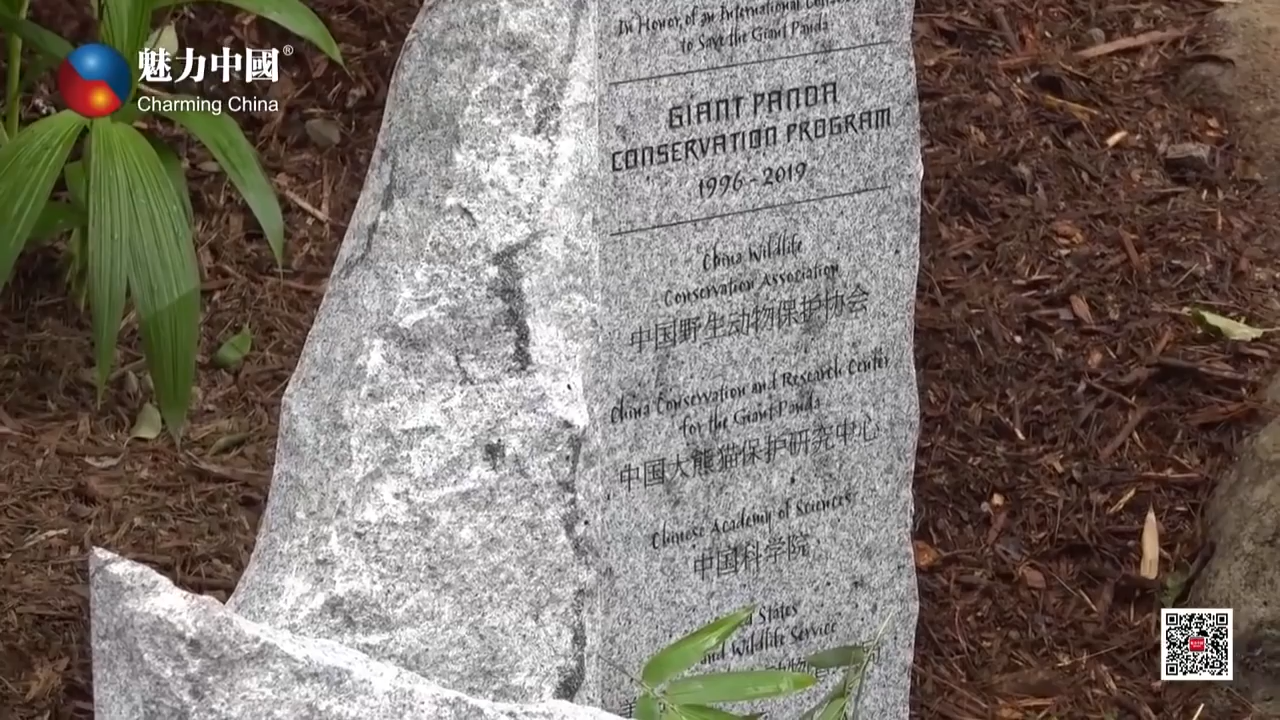 魅力中國®
Charming China
In Honor of an International
to Save the Giant Panda
GIANT PANDA
CONSERVATION PROGRAM
1996-2019
China Wildlife
Conservation Association
中国野生动物保护协会
China Conservation and Research Center
for the Giant Panda
中国大熊猫保护研究中心
Chinese Academy of Sciences
中国科学院
States
and Wildlife Service
动物